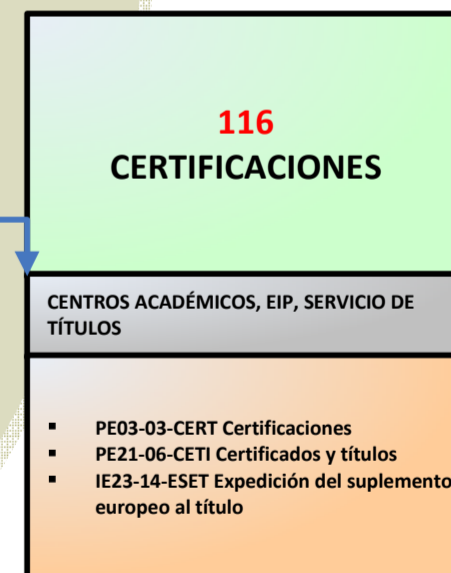 116
CERTIFICACIONES
CENTROS ACADÉMICOS, EIP, SERVICIO DE
TÍTULOS
▪ PE03-03-CERT Certificaciones
▪ PE21-06-CETI Certificados y títulos
▪ IE23-14-ESET Expedición del suplemento
europeo al título